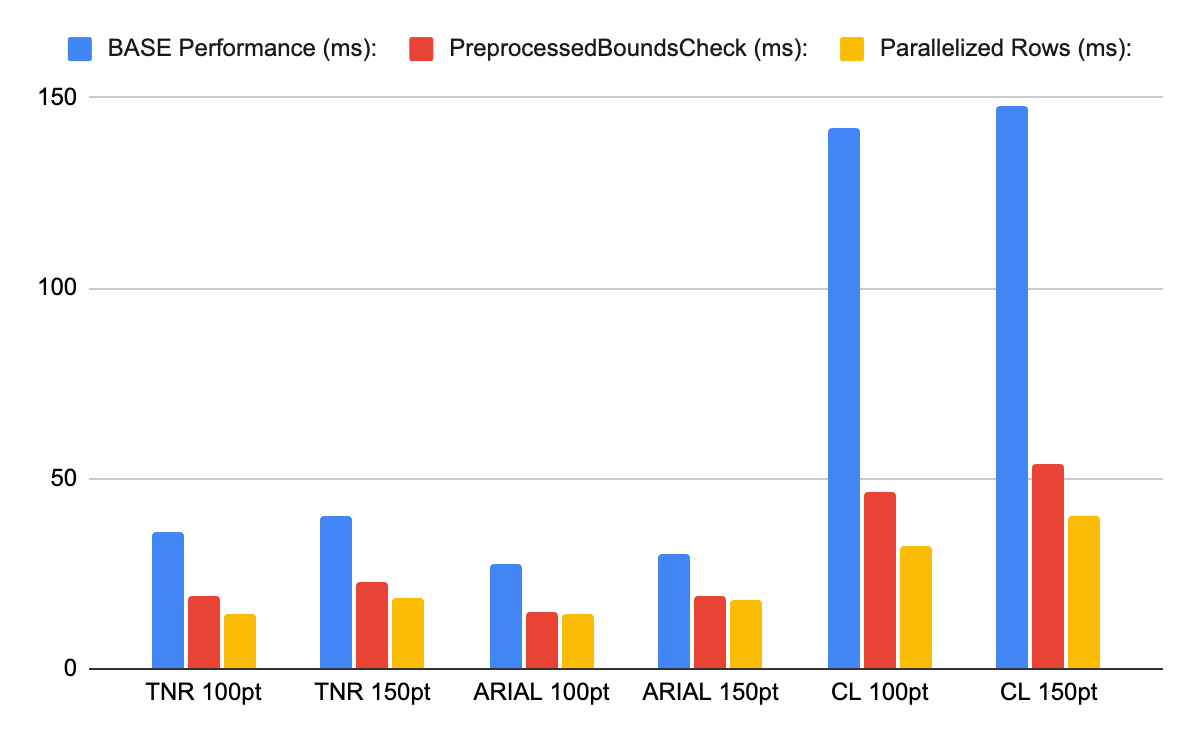 BASE Performance (ms): PreprocessedBoundsCheck (ms): Parallelized Rows (ms):
150
100
50
0
TNR 100pt TNR 150pt ARIAL 100pt ARIAL 150pt CL 100pt CL 150pt